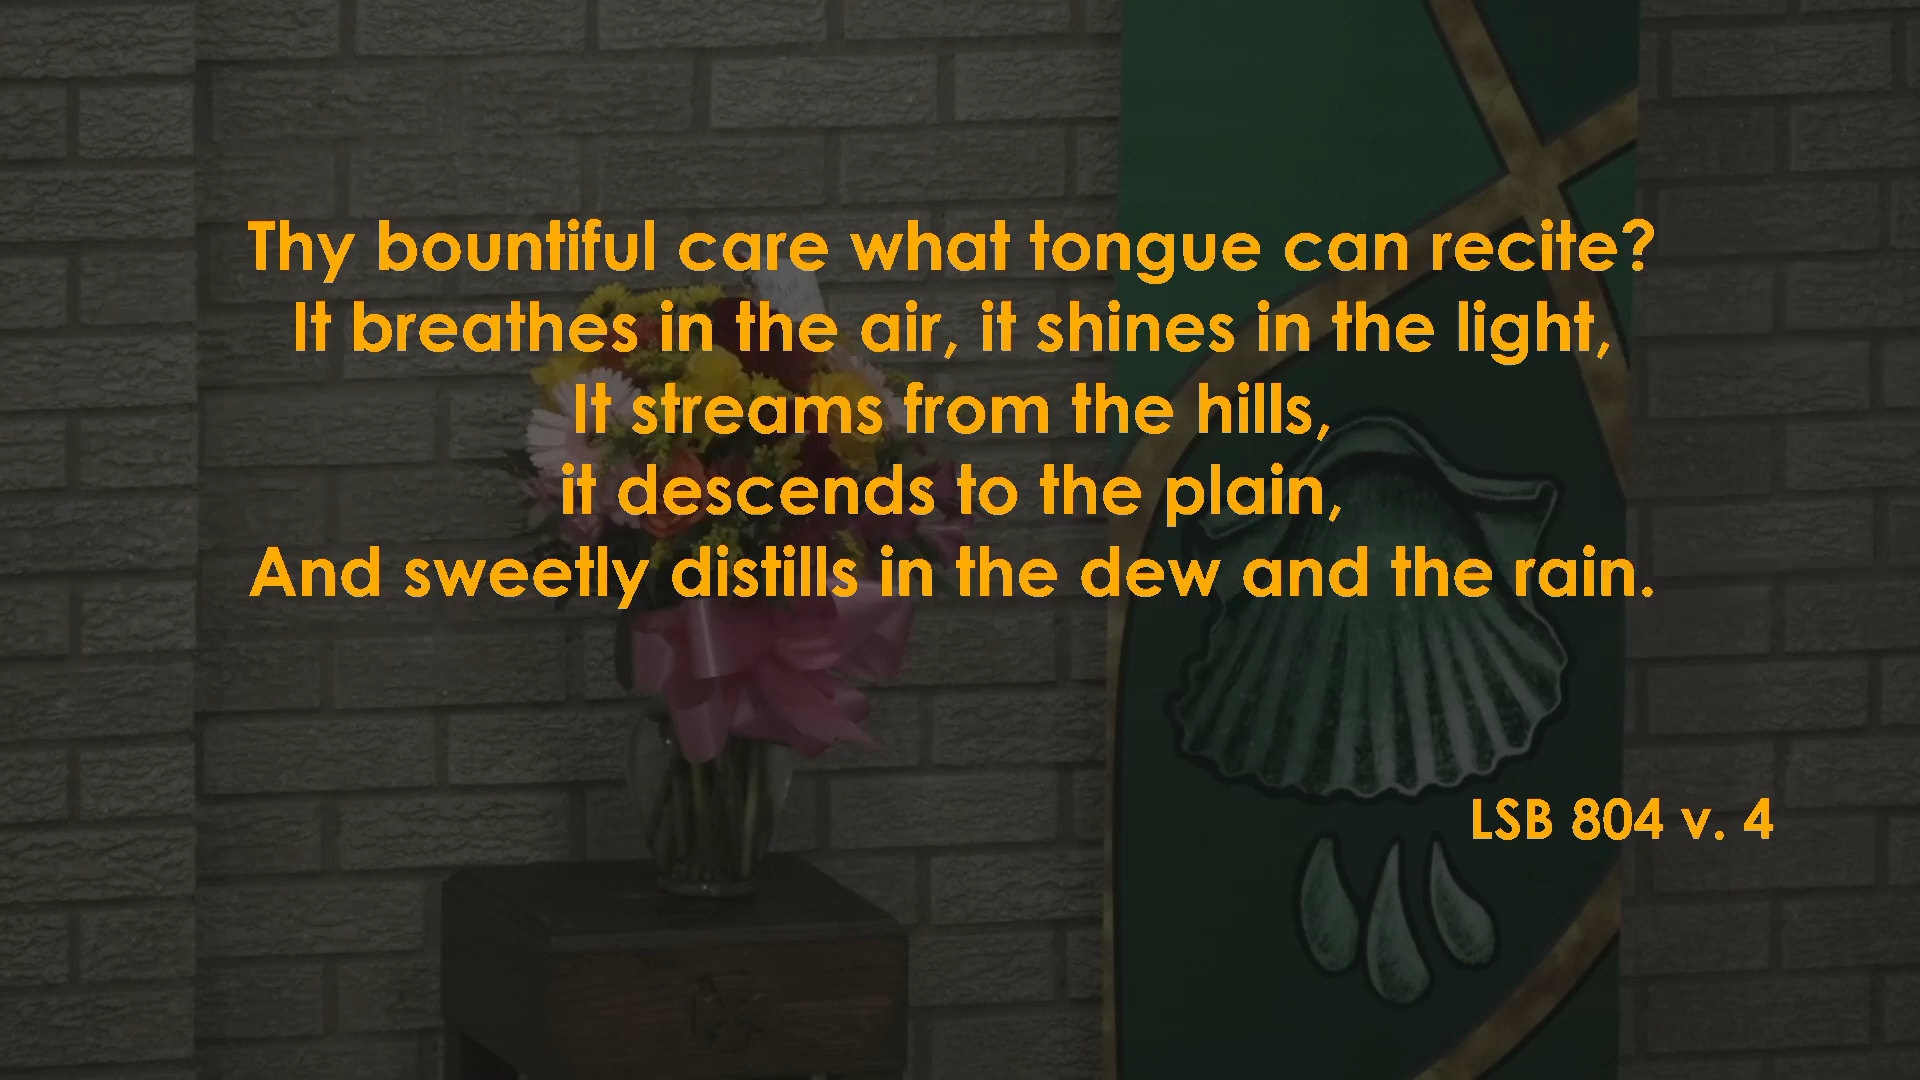 Thy bountiful care what tongue can recite?
It breathes in the air, it shines in the light,
It streams from the hills,
it descends to the plain,
And sweetly distills in the dew and the rain.
LSB 804 v. 4